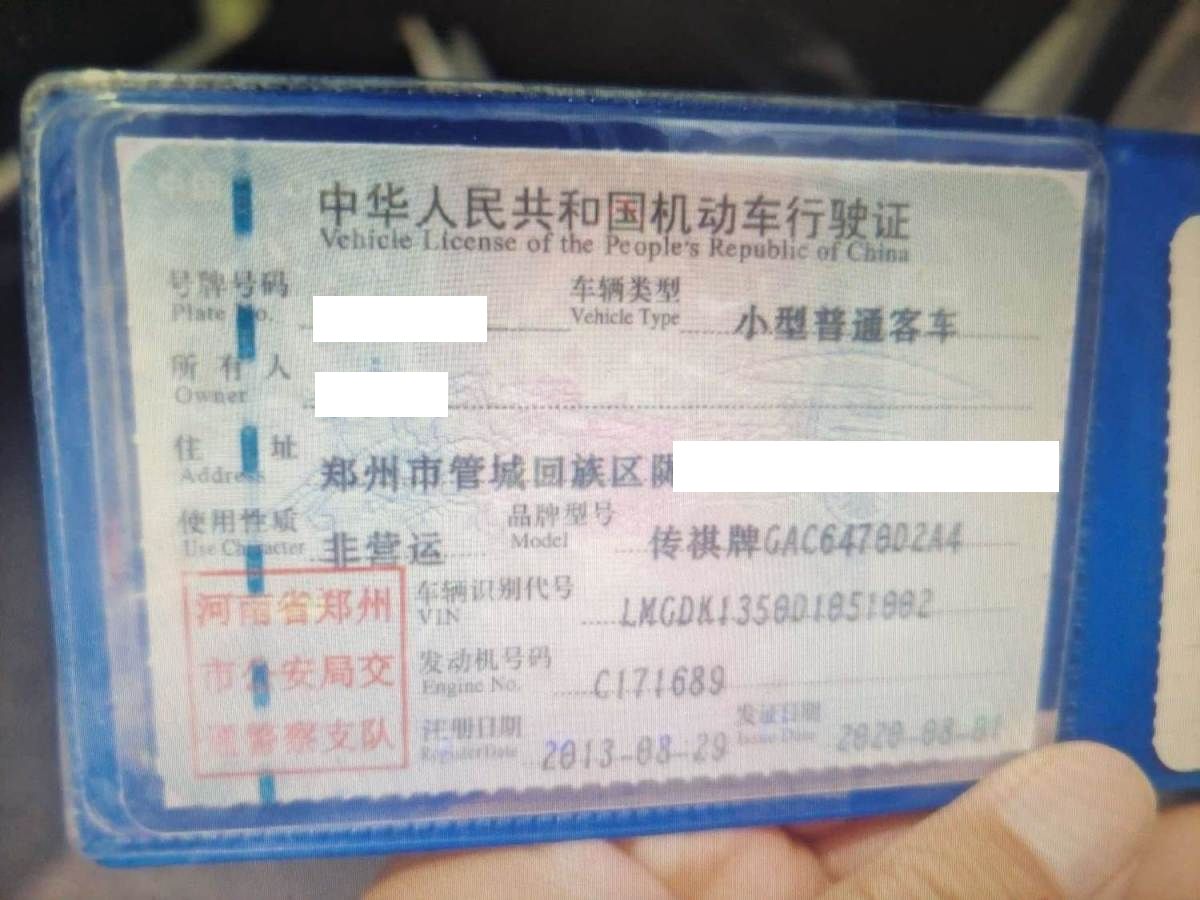 中华人民共和国机动车行驶证
Vehicle License of the People's Republic of China
号牌号码
Plate No.
车辆类型
Vehicle Type
小型普通客车
所有人
Owner
住址
Address
郑州市管城回族区陇
使用性质
Use Character
非营运
品牌型号
Model
传祺牌GAC6470D2A4
河南省郑州
市公安局交
通警察支队
车辆识别代号
VIN
LMGDK1350D1051002
发动机号码
Engine No.
C171689
注册日期
Register Date
2013-08-29
发证日期
Issue Date
2020-08-01